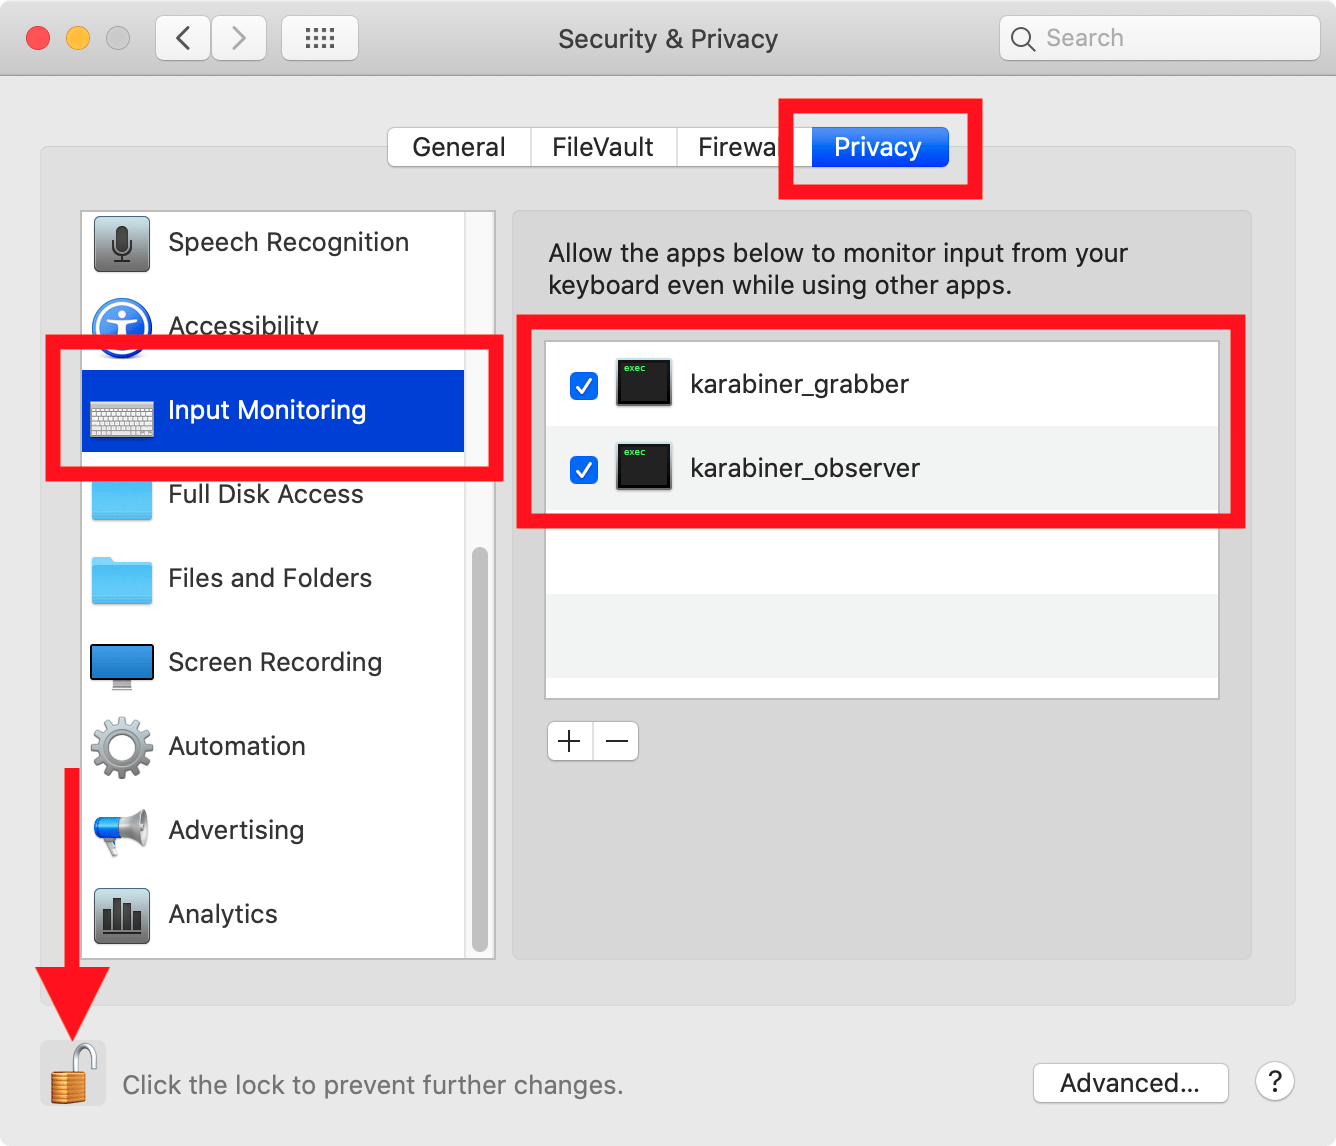 Security & Privacy
Search
General
FileVault
Firewa
Privacy
Speech Recognition
Accessibility
Input Monitoring
Full Disk Access
Files and Folders
Screen Recording
Automation
Advertising
Analytics
Allow the apps below to monitor input from your
keyboard even while using other apps.
exec
karabiner_grabber
exec
karabiner_observer
Click the lock to prevent further changes.
Advanced...
?